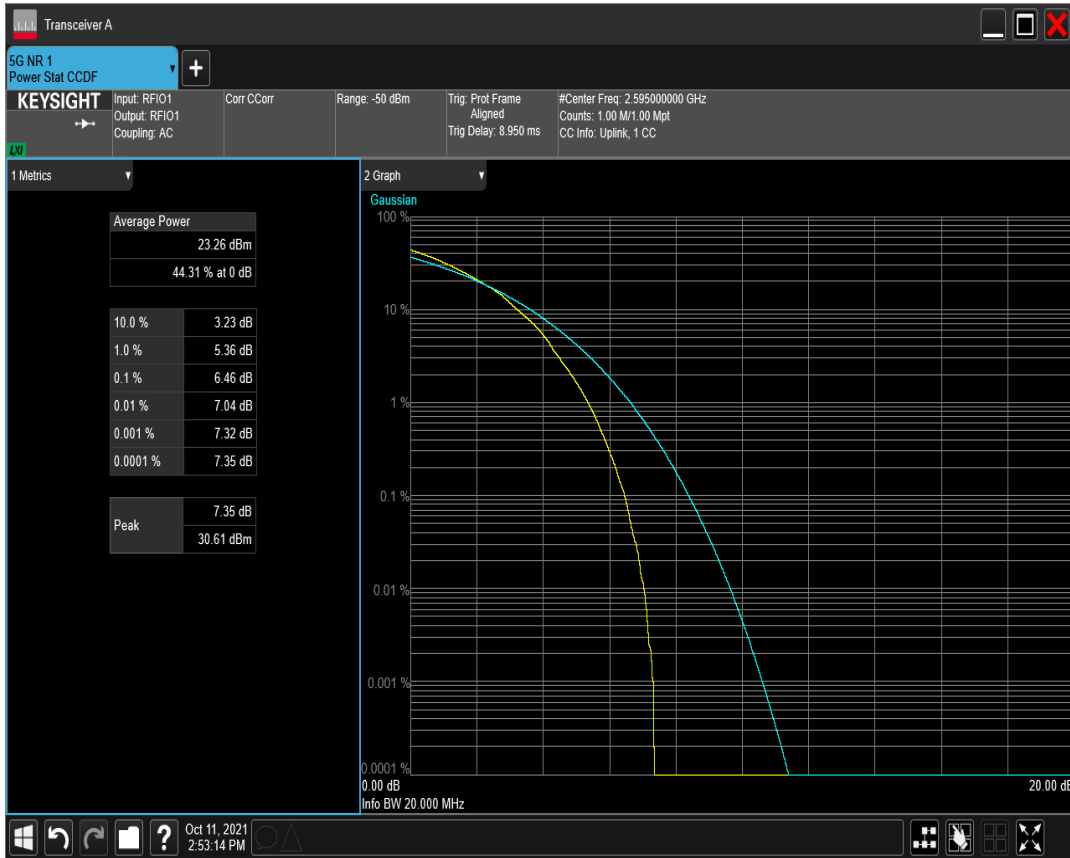 Transceiver A
5G NR 1
Power Stat CCDF
+
KEYSIGHT
LXI
Input: RFIO1
Output: RFIO1
Coupling: AC
Corr CCorr
Range: -50 dBm
Trig: Prot Frame
Aligned
Trig Delay: 8.950 ms
#Center Freq: 2.595000000 GHz
Counts: 1.00 M/1.00 Mpt
CC Info: Uplink, 1 CC
1 Metrics
Average Power
23.26 dBm
44.31 % at 0 dB
10.0 % 3.23 dB
1.0 % 5.36 dB
0.1 % 6.46 dB
0.01 % 7.04 dB
0.001 % 7.32 dB
0.0001 % 7.35 dB
Peak
7.35 dB
30.61 dBm
2 Graph
Gaussian
100 %
10 %
1 %
0.1 %
0.01 %
0.001 %
0.0001 %
0.00 dB
20.00 dB
Info BW 20.000 MHz
?
Oct 11, 2021
2:53:14 PM